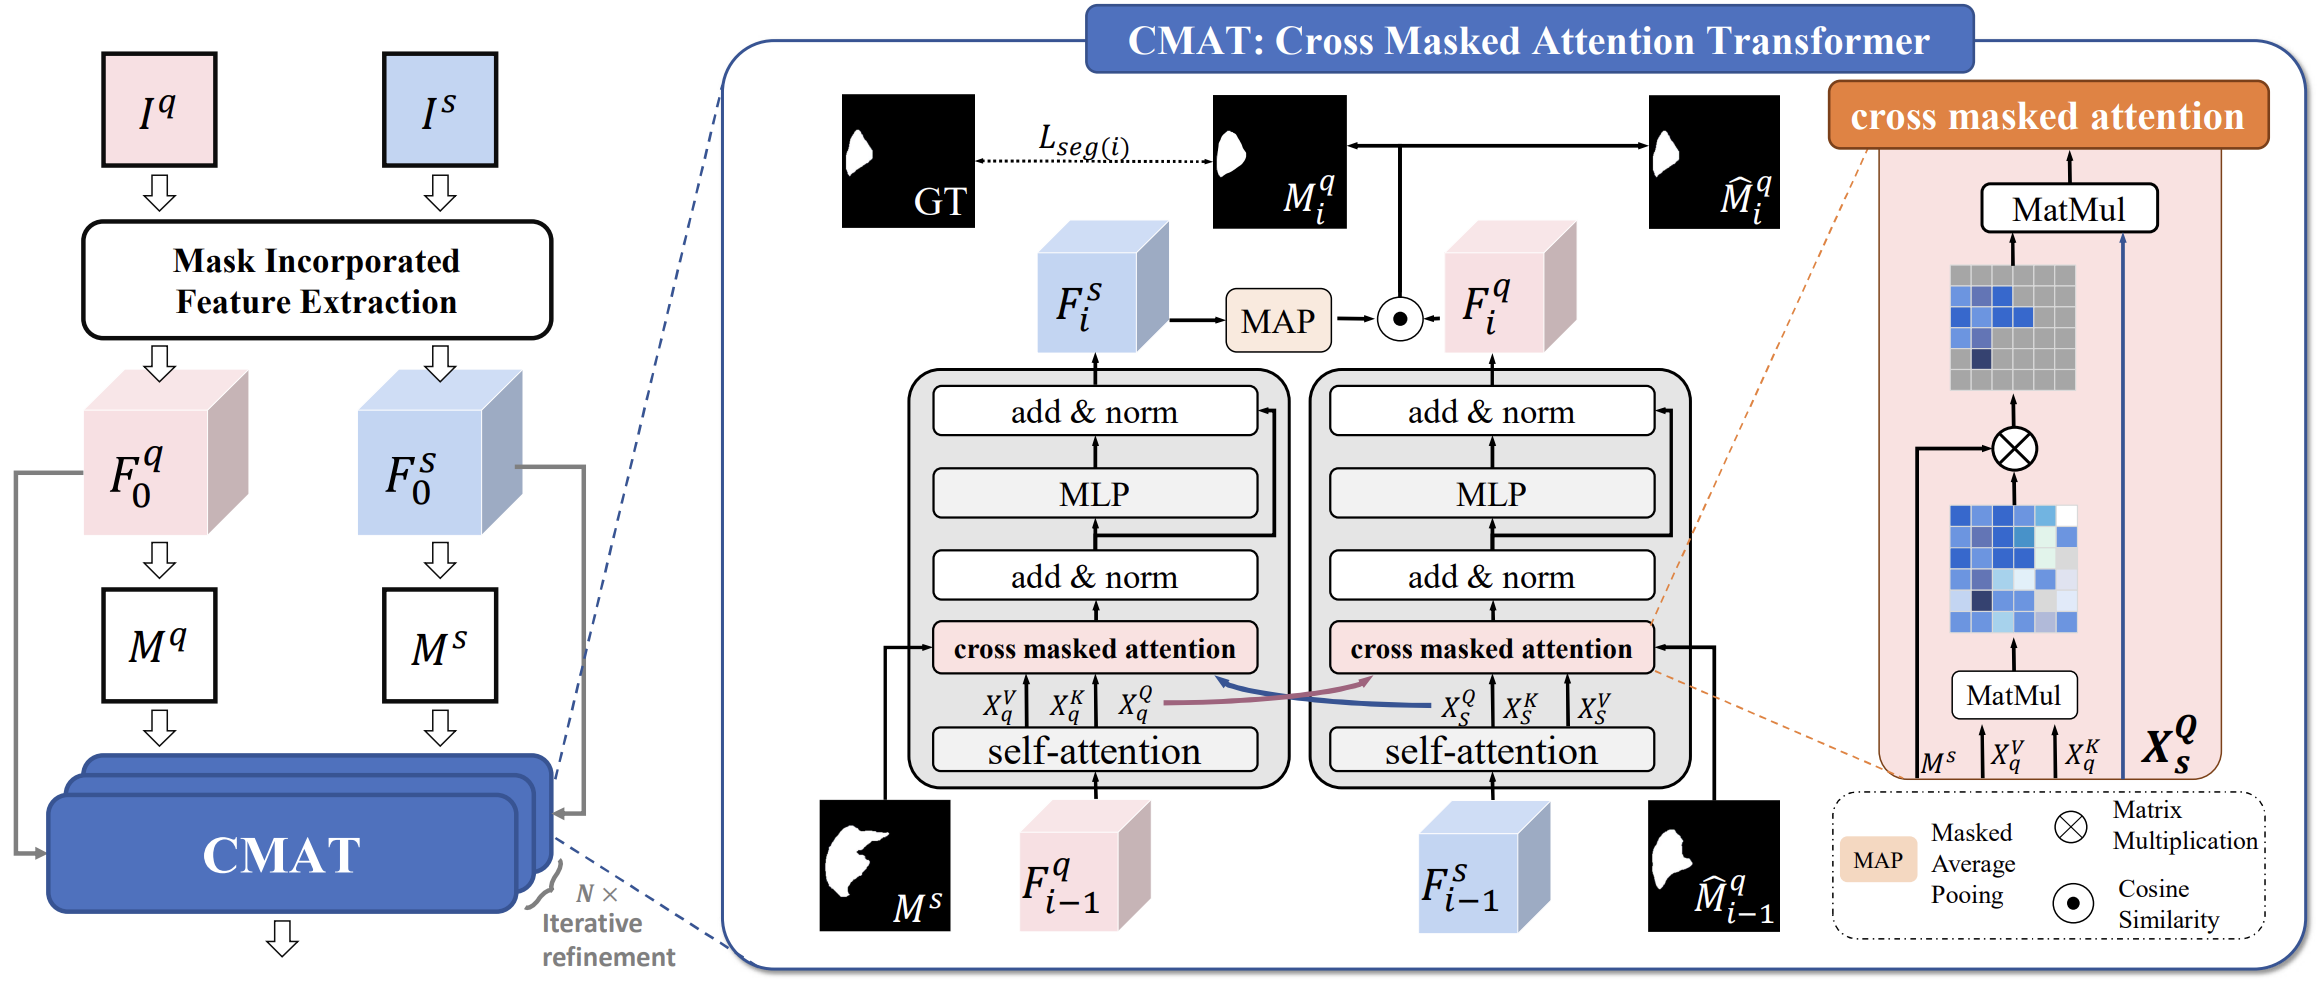 CMAT: Cross Masked Attention Transformer
I^q
I^s
Mask Incorporated
Feature Extraction
F_0^q
F_0^s
M^q
M^s
CMAT
N ×
Iterative
refinement
GT
L_{seg(i)}
M_i^q
\hat{M}_i^q
F_i^s
MAP
F_i^q
add & norm
MLP
add & norm
cross masked attention
X_q^V X_q^K X_q^Q
self-attention
M^s
F_{i-1}^q
add & norm
MLP
add & norm
cross masked attention
X_s^Q X_s^K X_s^V
self-attention
F_{i-1}^s
\hat{M}_{i-1}^q
cross masked attention
MatMul
MatMul
M^s X_q^V X_q^K X_s^Q
MAP
Masked
Average
Pooing
Matrix
Multiplication
Cosine
Similarity